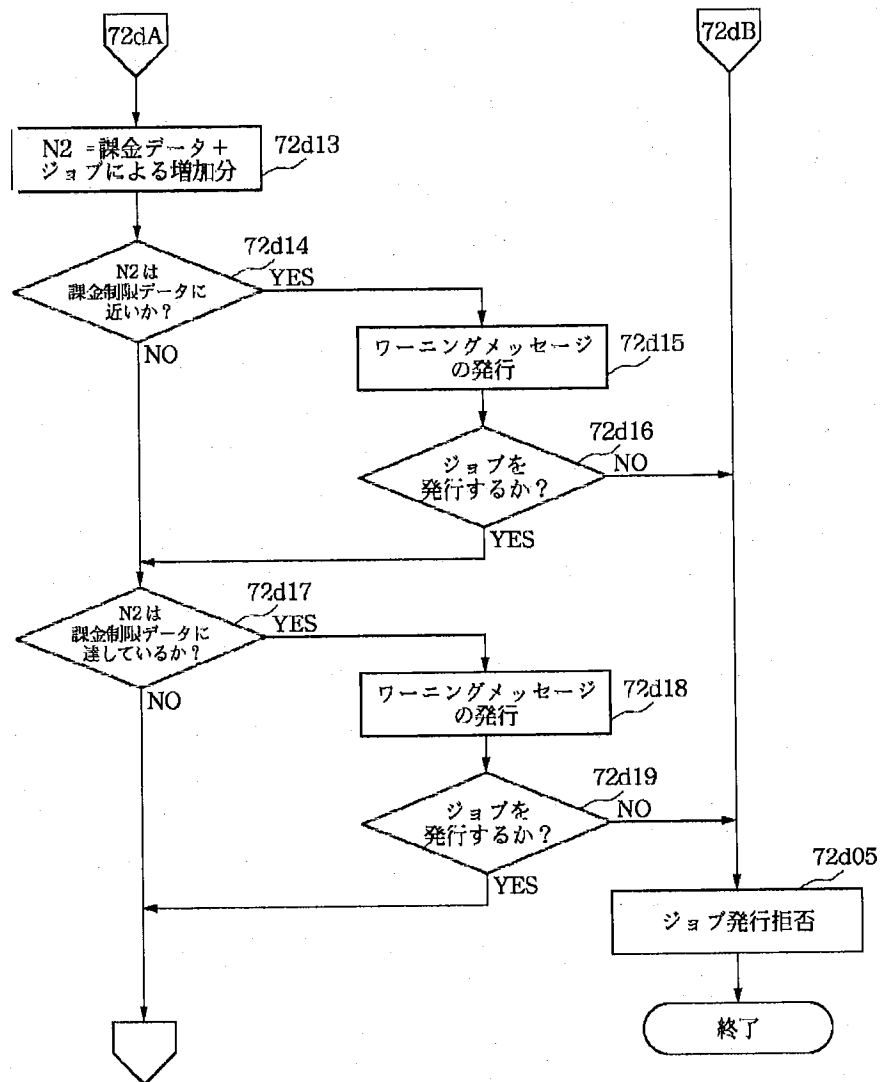 72dA
72dB
N2 =課金データ+
ジョブによる増加分
72d13
72d14
N2は
課金制限データに
近いか?
YES
NO
ワーニングメッセージ
の発行
72d15
72d16
ジョブを
発行するか?
NO
YES
72d17
N2は
課金制限データに
達しているか?
YES
NO
ワーニングメッセージ
の発行
72d18
72d19
ジョブを
発行するか?
NO
YES
72d05
ジョブ発行拒否
終了